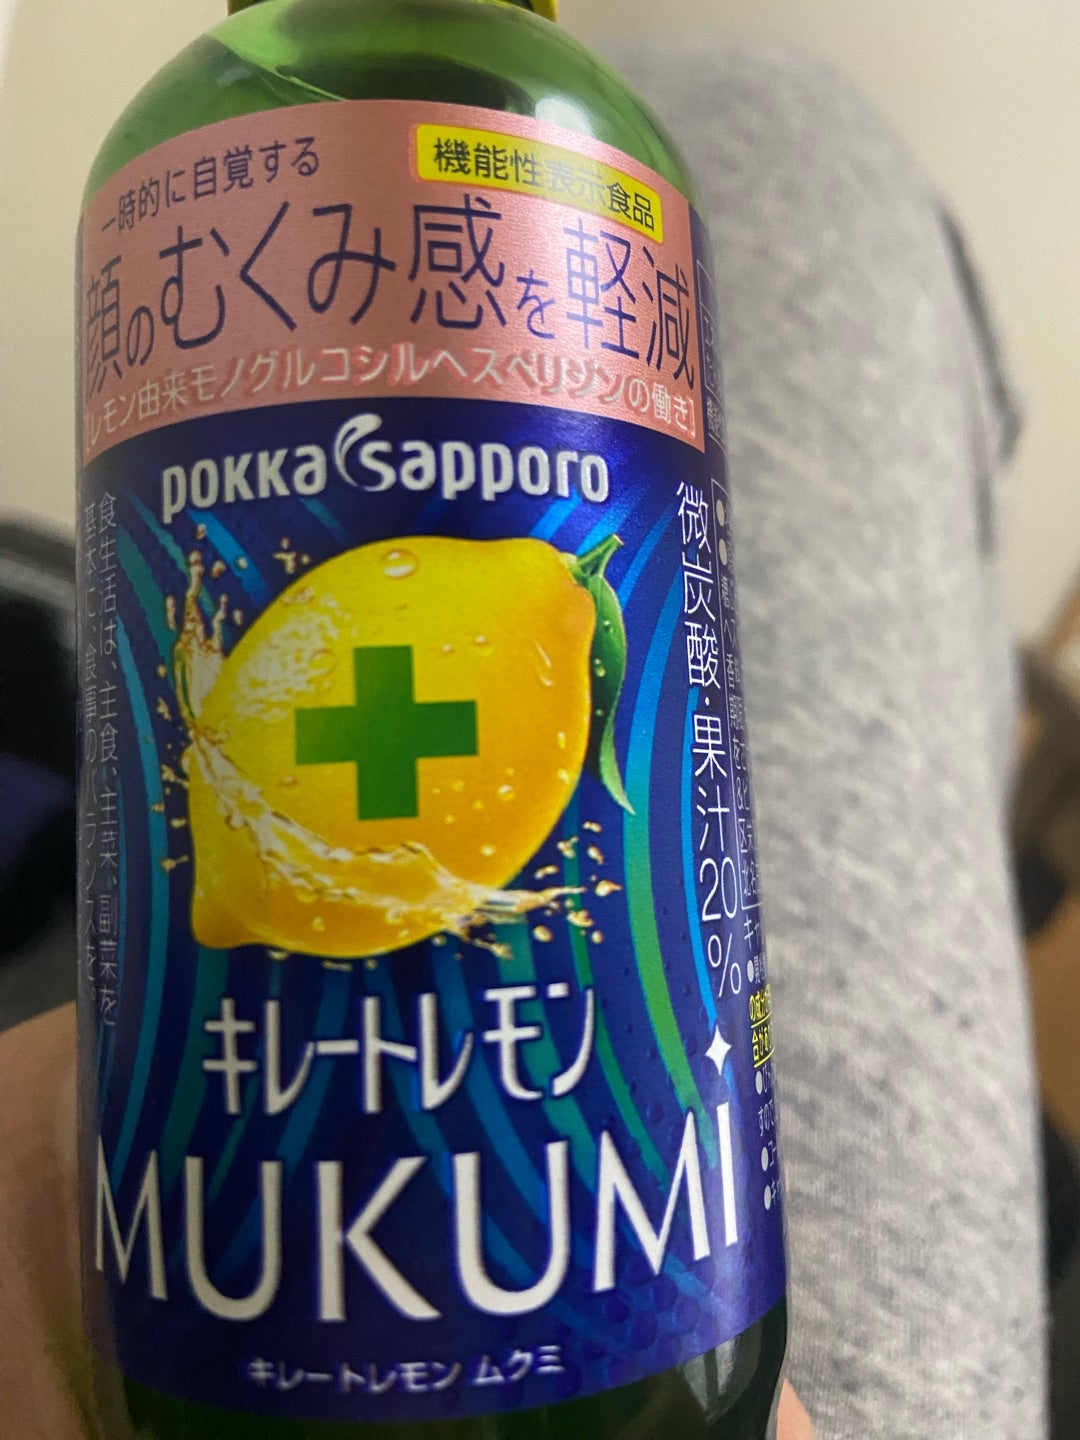 一時的に自覚する
機能性表示食品
顔のむくみ感を軽減
[レモン由来モノグルコシルヘスペリジンの働き]
pokka sapporo
食生活は、主食、主菜、副菜を
基本に、食事のバランスを
微炭酸・果汁20%
キレートレモン
MUKUMI
キレートレモン ムクミ